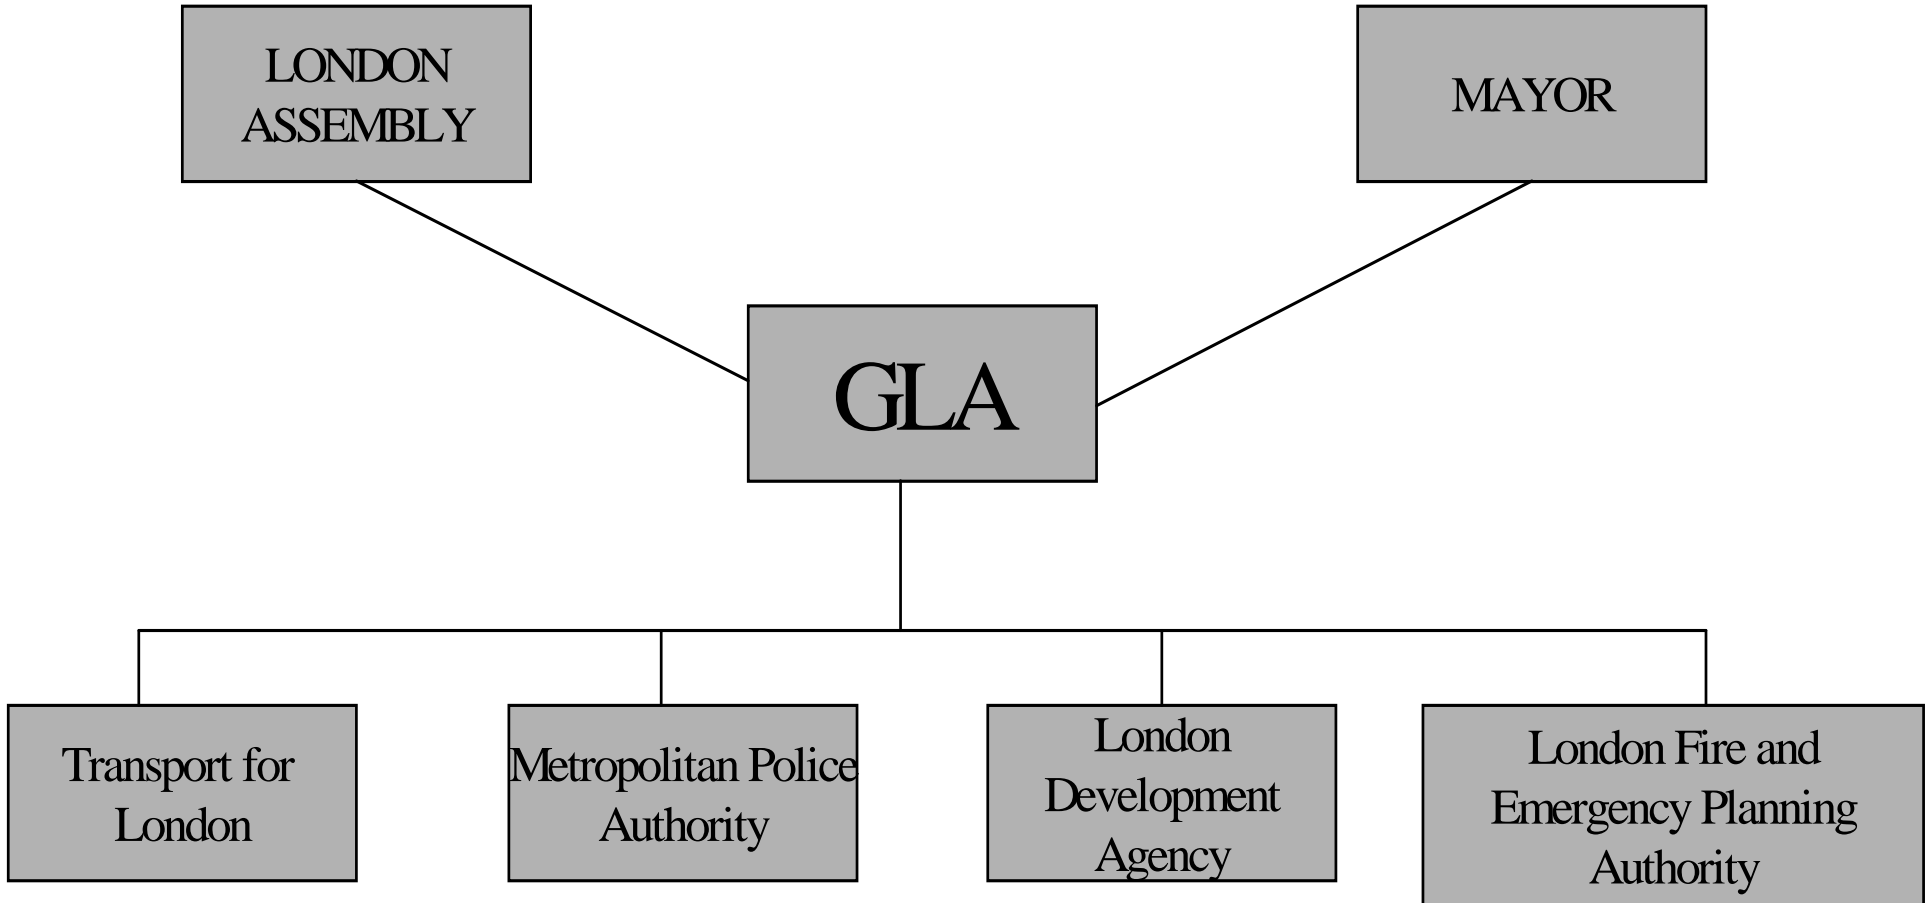 LONDON
ASSEMBLY
MAYOR
GLA
Transport for
London
Metropolitan Police
Authority
London
Development
Agency
London Fire and
Emergency Planning
Authority